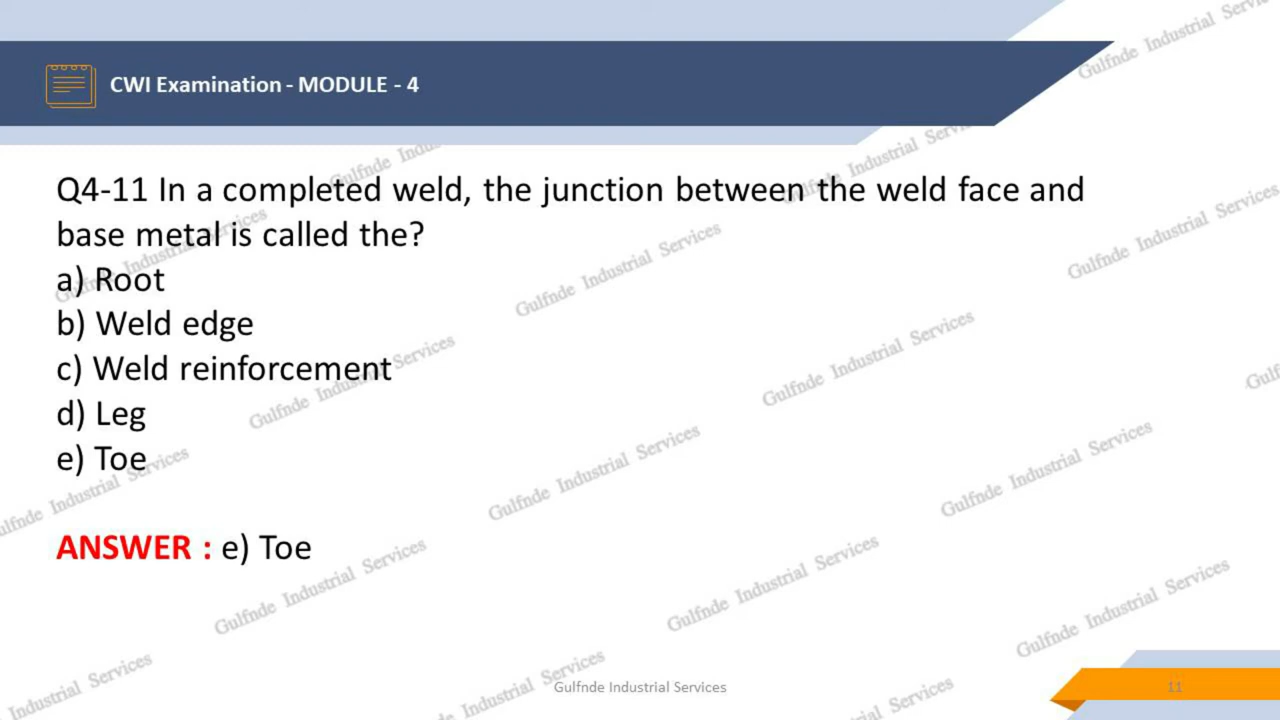 CWI Examination - MODULE - 4
Q4-11 In a completed weld, the junction between the weld face and
base metal is called the?
a) Root
b) Weld edge
c) Weld reinforcement
d) Leg
e) Toe
ANSWER : e) Toe
Gulfnde Industrial Services
11